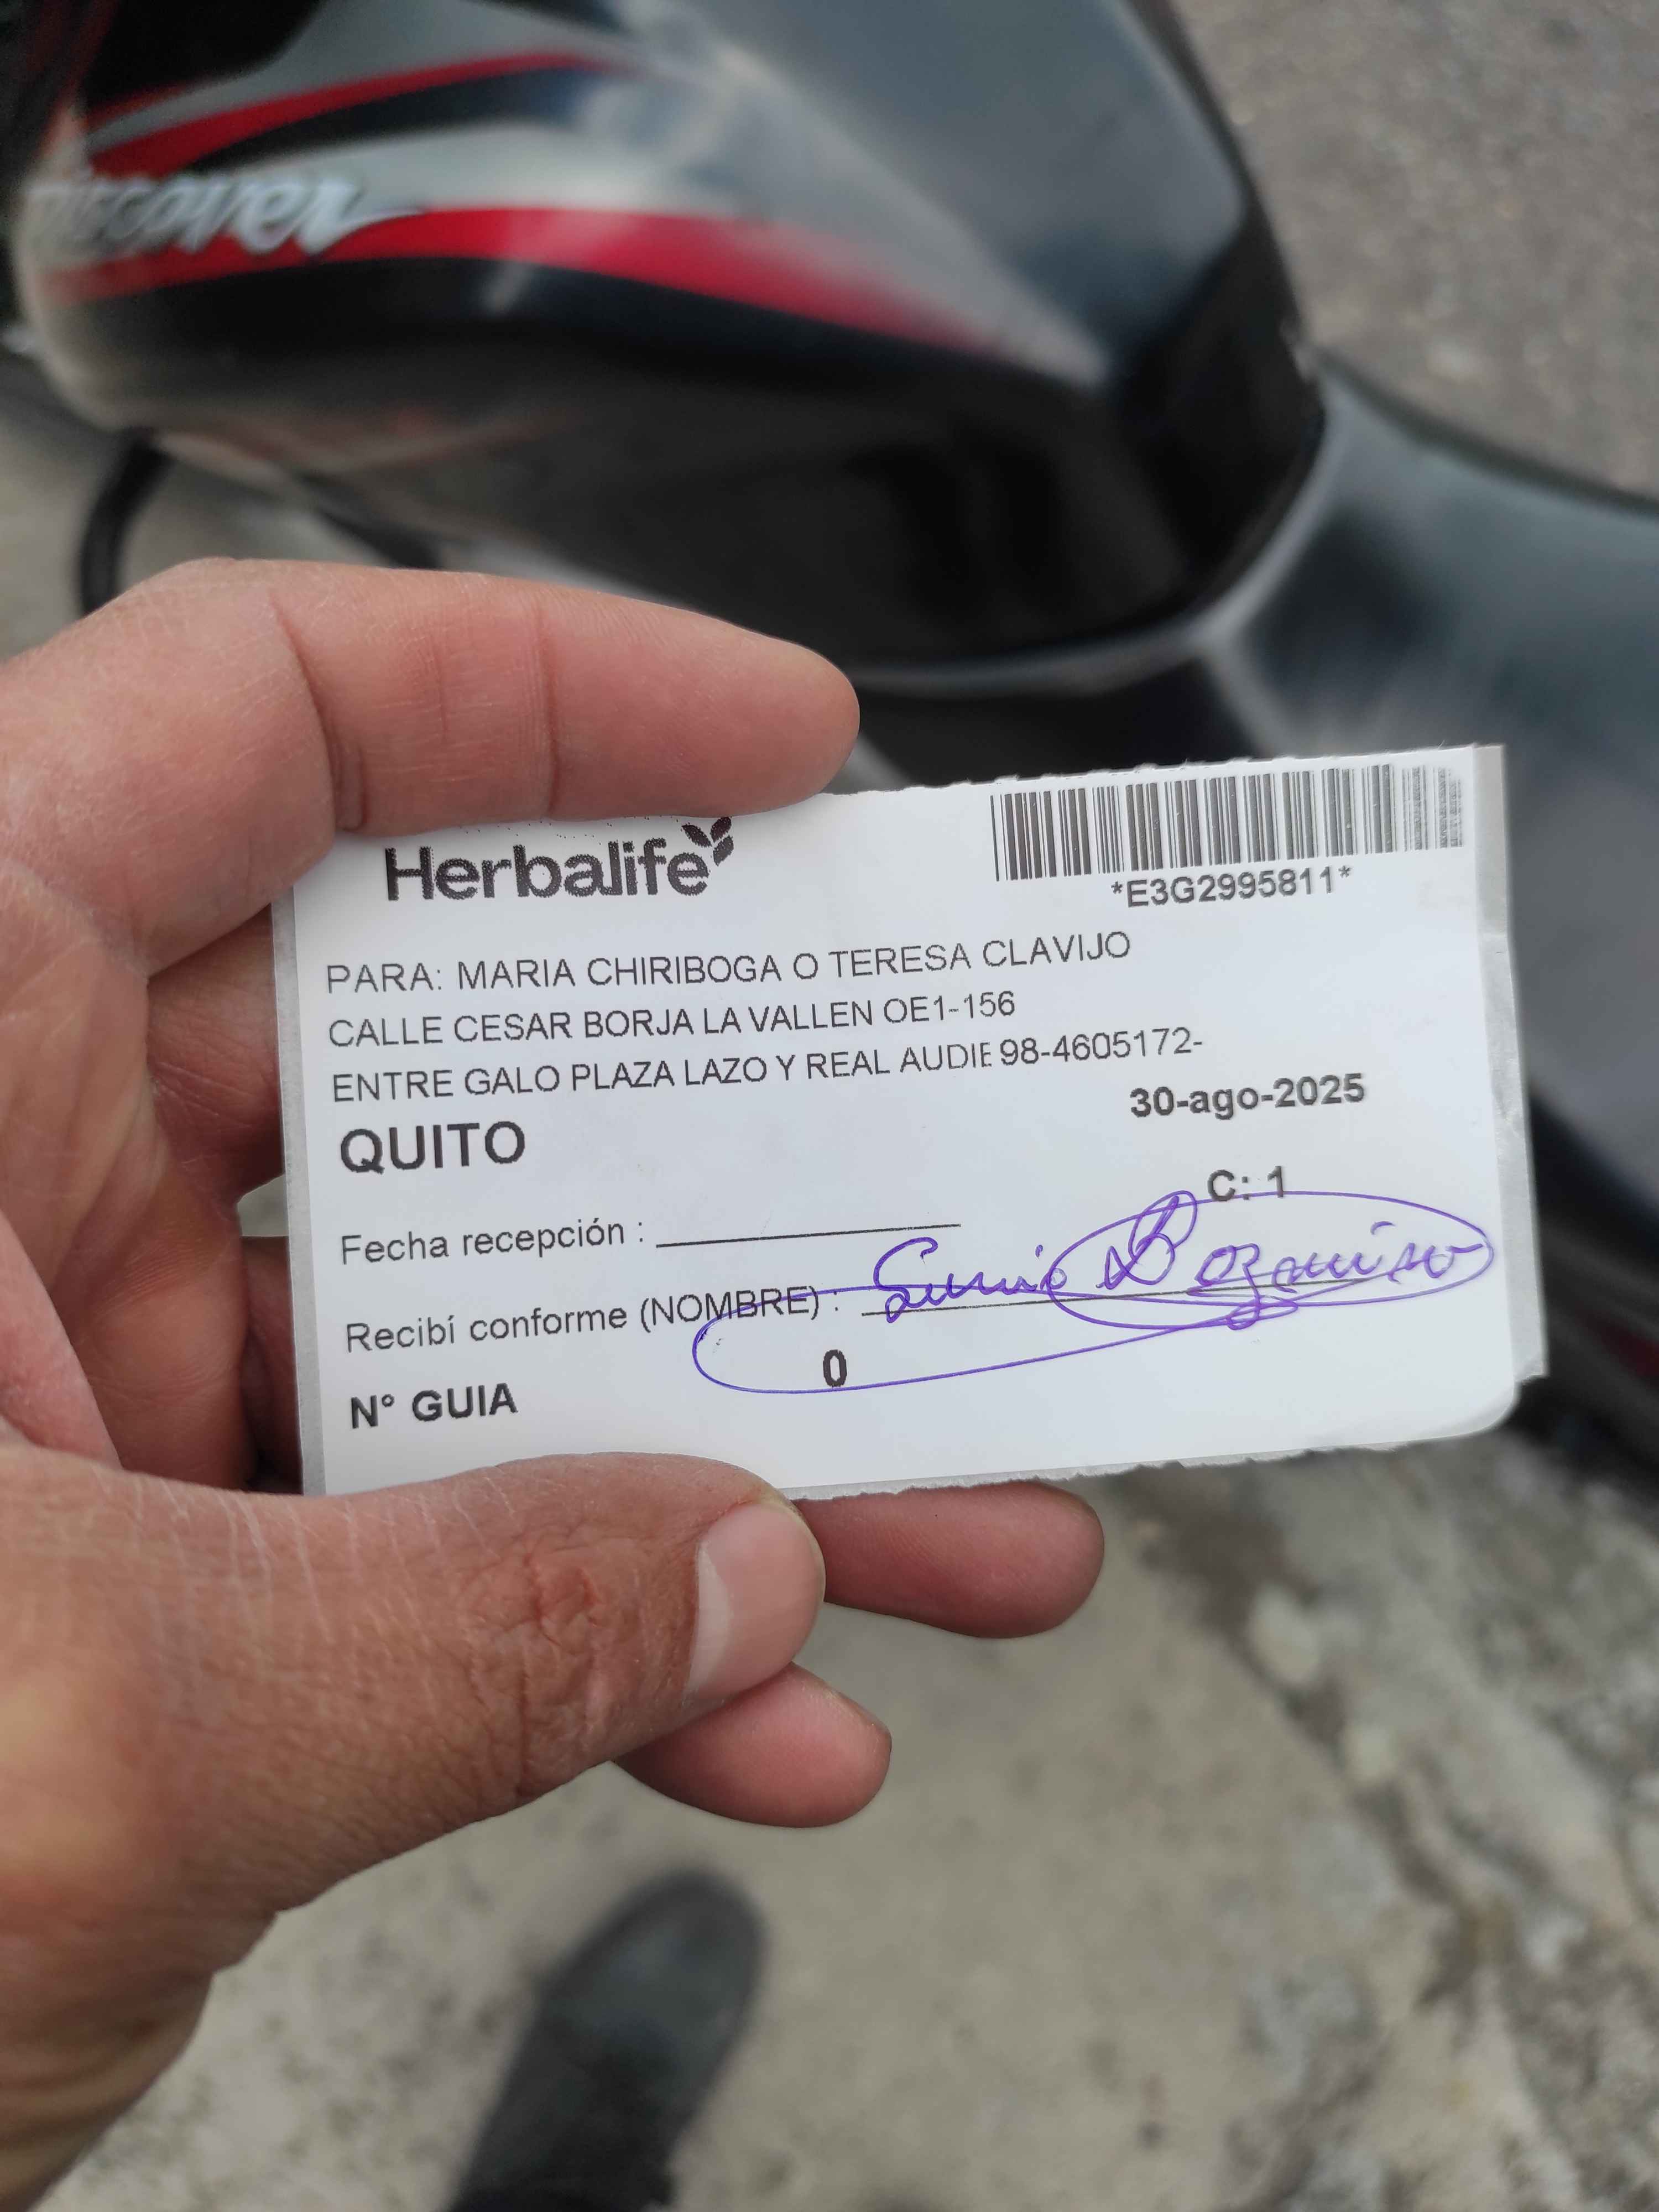 Discover
Herbalife
*E3G2995811*
PARA: MARIA CHIRIBOGA O TERESA CLAVIJO
CALLE CESAR BORJA LA VALLEN OE1-156
ENTRE GALO PLAZA LAZO Y REAL AUDIE 98-4605172-
30-ago-2025
QUITO
C: 1
Fecha recepción :
Recibí conforme (NOMBRE) :
0
N° GUIA